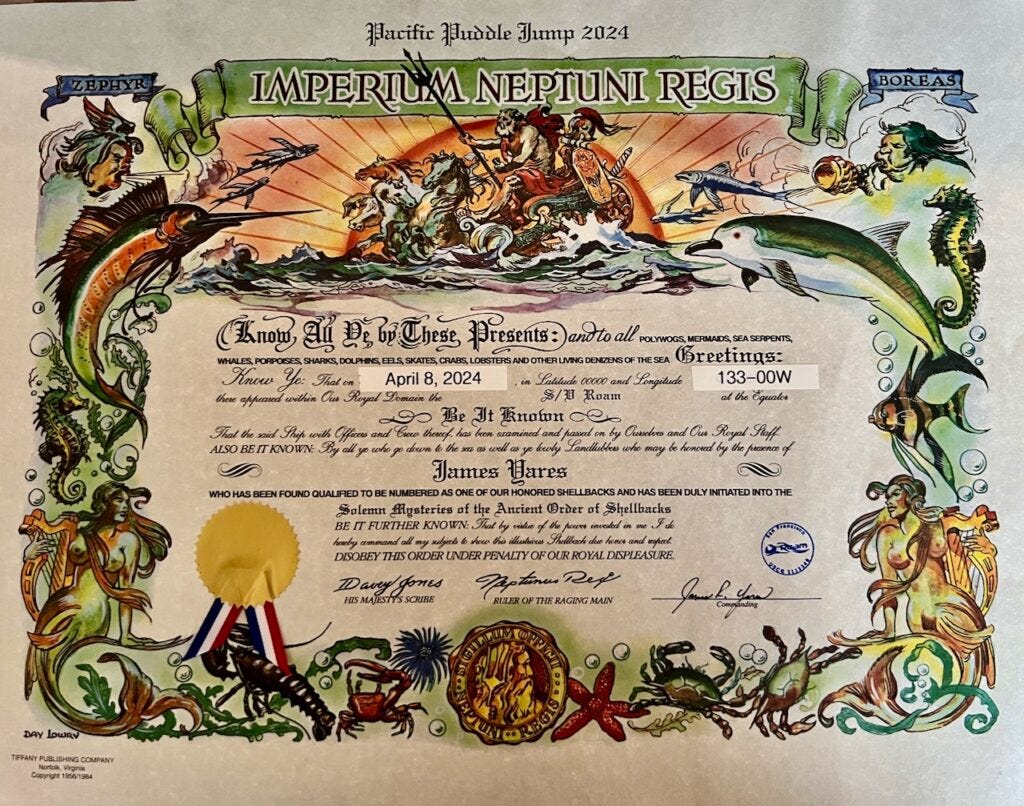 Pacific Puddle Jump 2024
ZEPHYR
IMPERIUM NEPTUNI REGIS
BOREAS
(Know, All Ye by These Presents:) and to all POLYWOGS, MERMAIDS, SEA SERPENTS,
WHALES, PORPOISES, SHARKS, DOLPHINS, EELS, SKATES, CRABS, LOBSTERS AND OTHER LIVING DENIZENS OF THE SEA Greetings:
Know Ye: That on April 8, 2024, in Latitude 00000 and Longitude 133-00W
there appeared within Our Royal Domain the S/V Roam at the Equator
Be It Known
That the said Ship with Officers and Crew thereof, has been examined and passed on by Ourselves and Our Royal Staff.
ALSO BE IT KNOWN: By all ye who go down to the sea as well as ye lowly Landlubbers who may be honored by the presence of
James Yares
WHO HAS BEEN FOUND QUALIFIED TO BE NUMBERED AS ONE OF OUR HONORED SHELLBACKS AND HAS BEEN DULY INITIATED INTO THE
Solemn Mysteries of the Ancient Order of Shellbacks
BE IT FURTHER KNOWN: That by virtue of the power invested in me I do
hereby command all my subjects to show this illustrious Shellback due honor and respect.
DISOBEY THIS ORDER UNDER PENALTY OF OUR ROYAL DISPLEASURE.
San Francisco
Roam
USCG
Davey Jones
HIS MAJESTY'S SCRIBE
Neptunus Rex
RULER OF THE RAGING MAIN
Commanding
SIGILLUM OFFICII
NEPTUNI REGIS
DAY LOWRY
TIFFANY PUBLISHING COMPANY
Norfolk, Virginia
Copyright 1956/1984